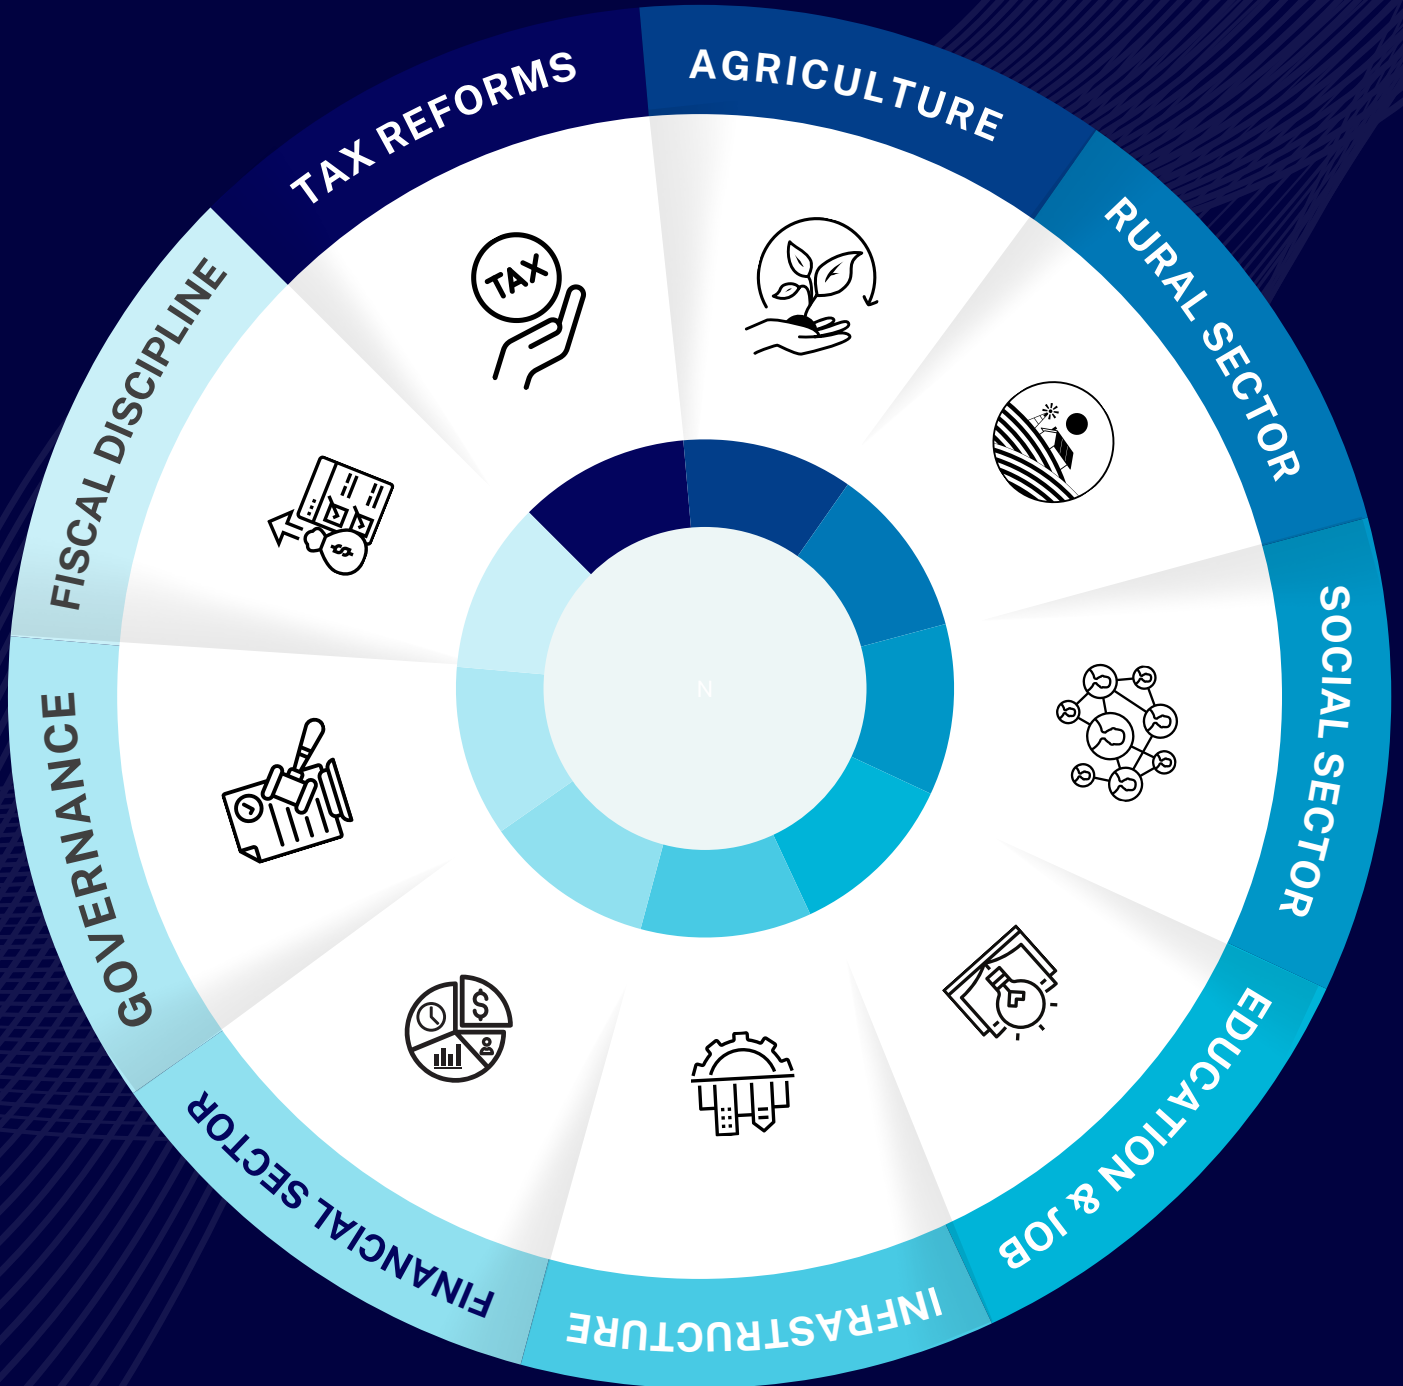 TAX REFORMS
AGRICULTURE
RURAL SECTOR
SOCIAL SECTOR
EDUCATION & JOB
INFRASTRUCTURE
FINANCIAL SECTOR
GOVERNANCE
FISCAL DISCIPLINE
TAX
$
$
N